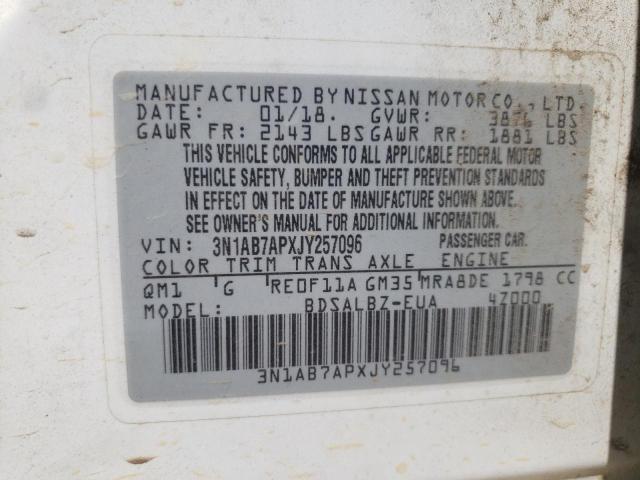 MANUFACTURED BY NISSAN MOTOR CO., LTD.
DATE: 01/18. GVWR: 3876 LBS
GAWR FR: 2143 LBS GAWR RR: 1881 LBS
THIS VEHICLE CONFORMS TO ALL APPLICABLE FEDERAL MOTOR
VEHICLE SAFETY, BUMPER AND THEFT PREVENTION STANDARDS
IN EFFECT ON THE DATE OF MANUFACTURE SHOWN ABOVE.
SEE OWNER'S MANUAL FOR ADDITIONAL INFORMATION.
VIN: 3N1AB7APXJY257096 PASSENGER CAR.
COLOR TRIM TRANS AXLE ENGINE
QM1 G RE0F11A GM35 MRA8DE 1798 CC
MODEL: BDSALBZ-EUA 4Z000
3N1AB7APXJY257096